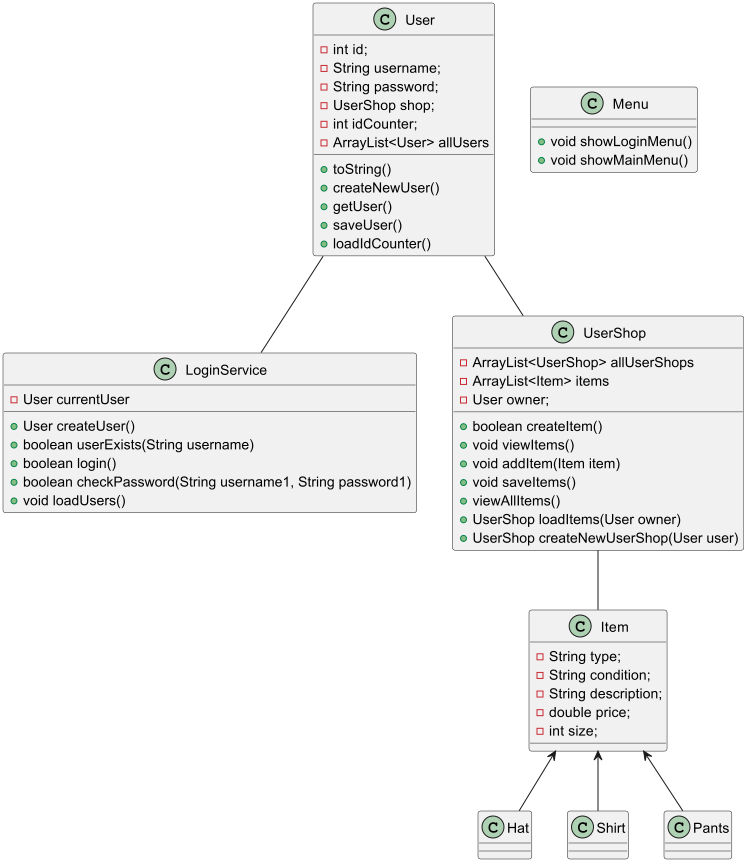 C User
int id;
String username;
String password;
UserShop shop;
int idCounter;
ArrayList<User> allUsers
toString()
createNewUser()
getUser()
saveUser()
loadIdCounter()
C Menu
void showLoginMenu()
void showMainMenu()
C LoginService
User currentUser
User createUser()
boolean userExists(String username)
boolean login()
boolean checkPassword(String username1, String password1)
void loadUsers()
C UserShop
ArrayList<UserShop> allUserShops
ArrayList<Item> items
User owner;
boolean createItem()
void viewItems()
void addItem(Item item)
void saveItems()
viewAllItems()
UserShop loadItems(User owner)
UserShop createNewUserShop(User user)
C Item
String type;
String condition;
String description;
double price;
int size;
C Hat
C Shirt
C Pants